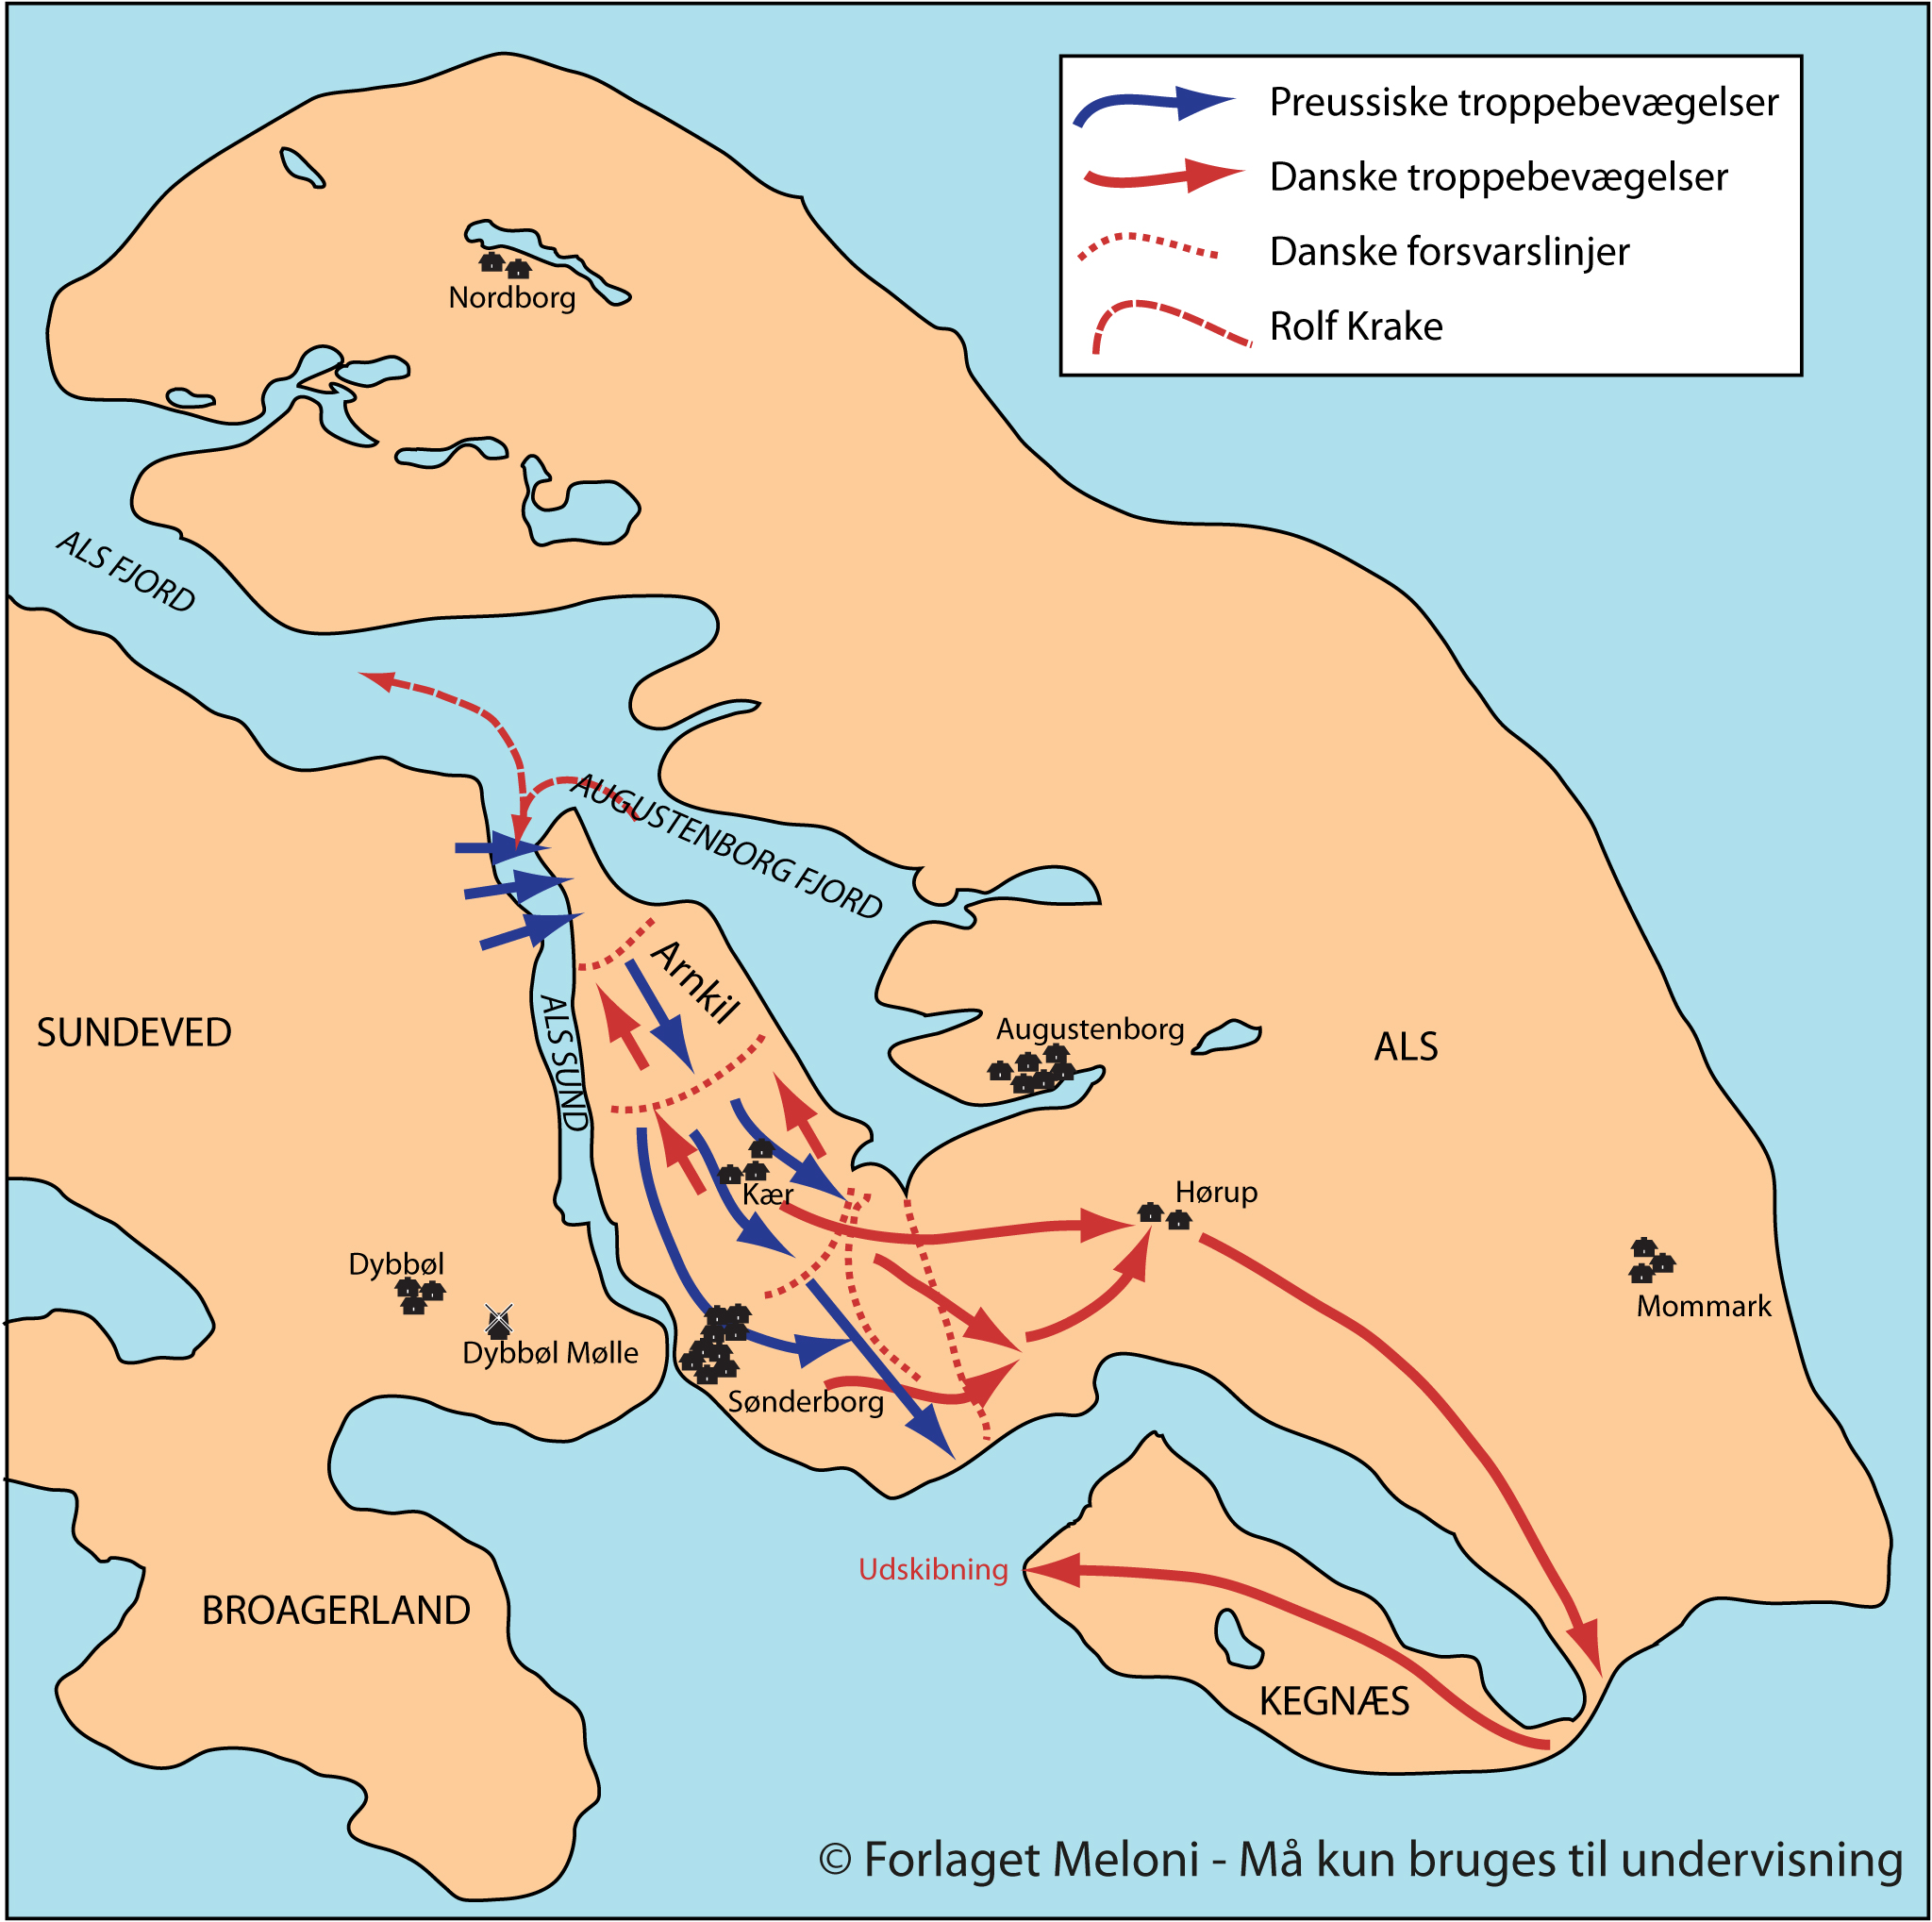 Preussiske troppebevægelser
Danske troppebevægelser
Danske forsvarslinjer
Rolf Krake
Nordborg
ALS FJORD
AUGUSTENBORG FJORD
Arnkil
SUNDEVED
ALS SUND
Augustenborg
ALS
Kær
Hørup
Dybbøl
Mommark
Dybbøl Mølle
Sønderborg
Udskibning
BROAGERLAND
KEGNÆS
© Forlaget Meloni - Må kun bruges til undervisning